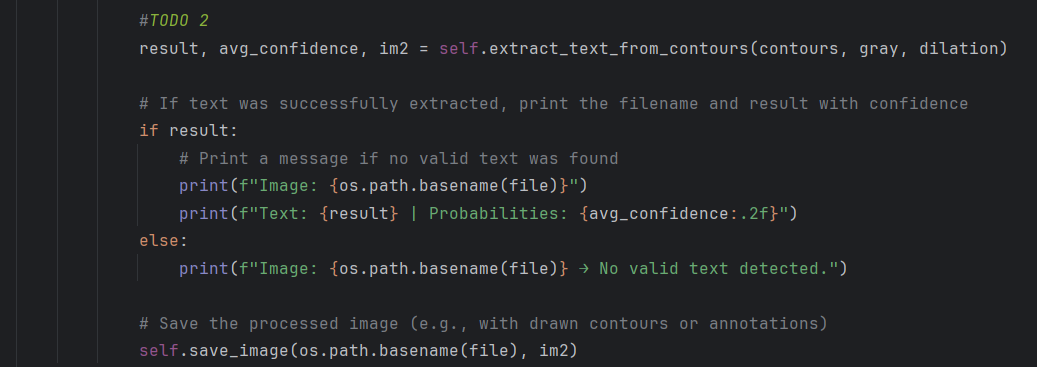 #TODO 2
result, avg_confidence, im2 = self.extract_text_from_contours(contours, gray, dilation)
# If text was successfully extracted, print the filename and result with confidence
if result:
# Print a message if no valid text was found
print(f"Image: {os.path.basename(file)}")
print(f"Text: {result} | Probabilities: {avg_confidence:.2f}")
else:
print(f"Image: {os.path.basename(file)} → No valid text detected.")
# Save the processed image (e.g., with drawn contours or annotations)
self.save_image(os.path.basename(file), im2)